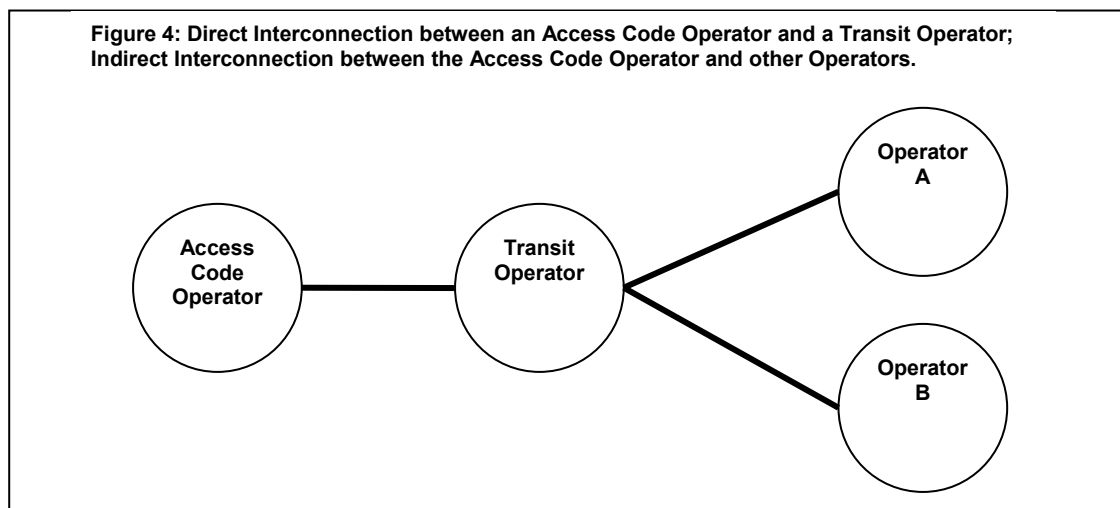 Figure 4: Direct Interconnection between an Access Code Operator and a Transit Operator;
Indirect Interconnection between the Access Code Operator and other Operators.
Access
Code
Operator
Transit
Operator
Operator
A
Operator
B